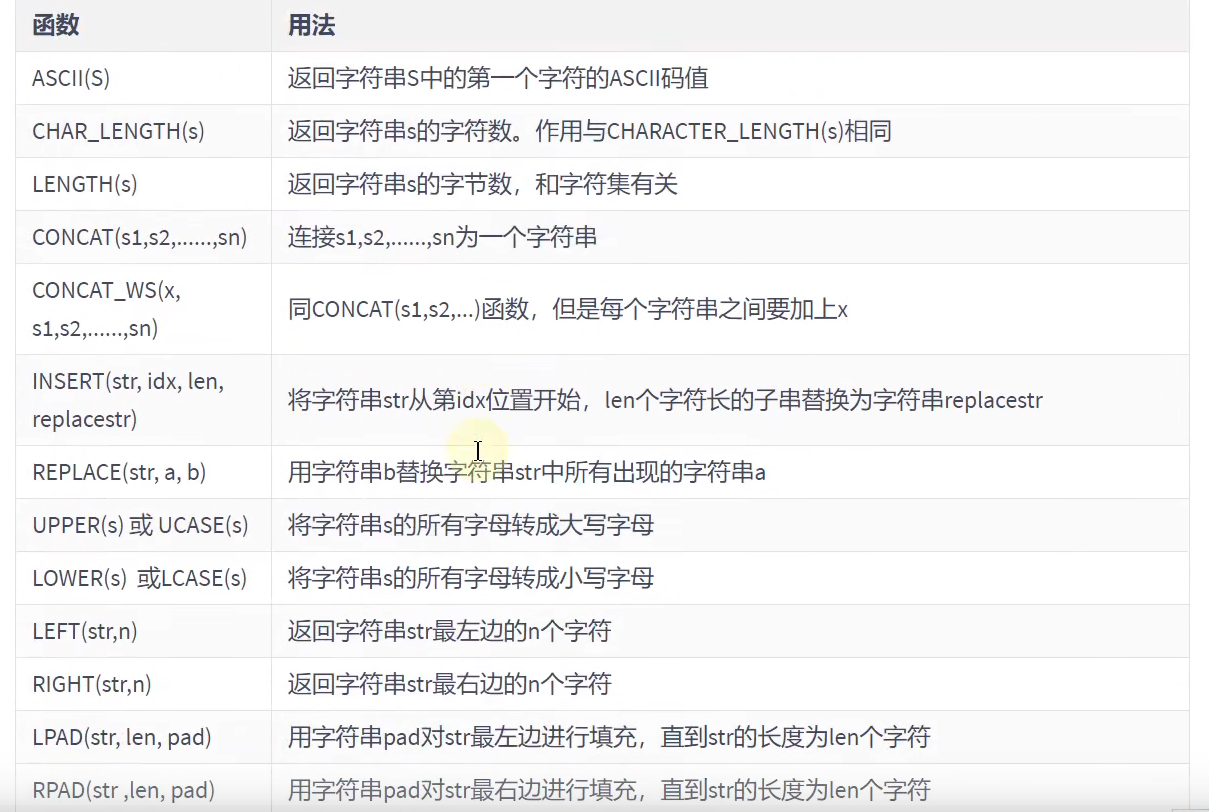 函数 用法
ASCII(S) 返回字符串S中的第一个字符的ASCII码值
CHAR_LENGTH(s) 返回字符串s的字符数。作用与CHARACTER_LENGTH(s)相同
LENGTH(s) 返回字符串s的字节数，和字符集有关
CONCAT(s1,s2,......,sn) 连接s1,s2,......,sn为一个字符串
CONCAT_WS(x,
s1,s2,......,sn)
同CONCAT(s1,s2,...)函数，但是每个字符串之间要加上x
INSERT(str, idx, len,
replacestr)
将字符串str从第idx位置开始，len个字符长的子串替换为字符串replacestr
REPLACE(str, a, b) 用字符串b替换字符串str中所有出现的字符串a
UPPER(s) 或 UCASE(s) 将字符串s的所有字母转成大写字母
LOWER(s) 或LCASE(s) 将字符串s的所有字母转成小写字母
LEFT(str,n) 返回字符串str最左边的n个字符
RIGHT(str,n) 返回字符串str最右边的n个字符
LPAD(str, len, pad) 用字符串pad对str最左边进行填充，直到str的长度为len个字符
RPAD(str ,len, pad) 用字符串pad对str最右边进行填充，直到str的长度为len个字符